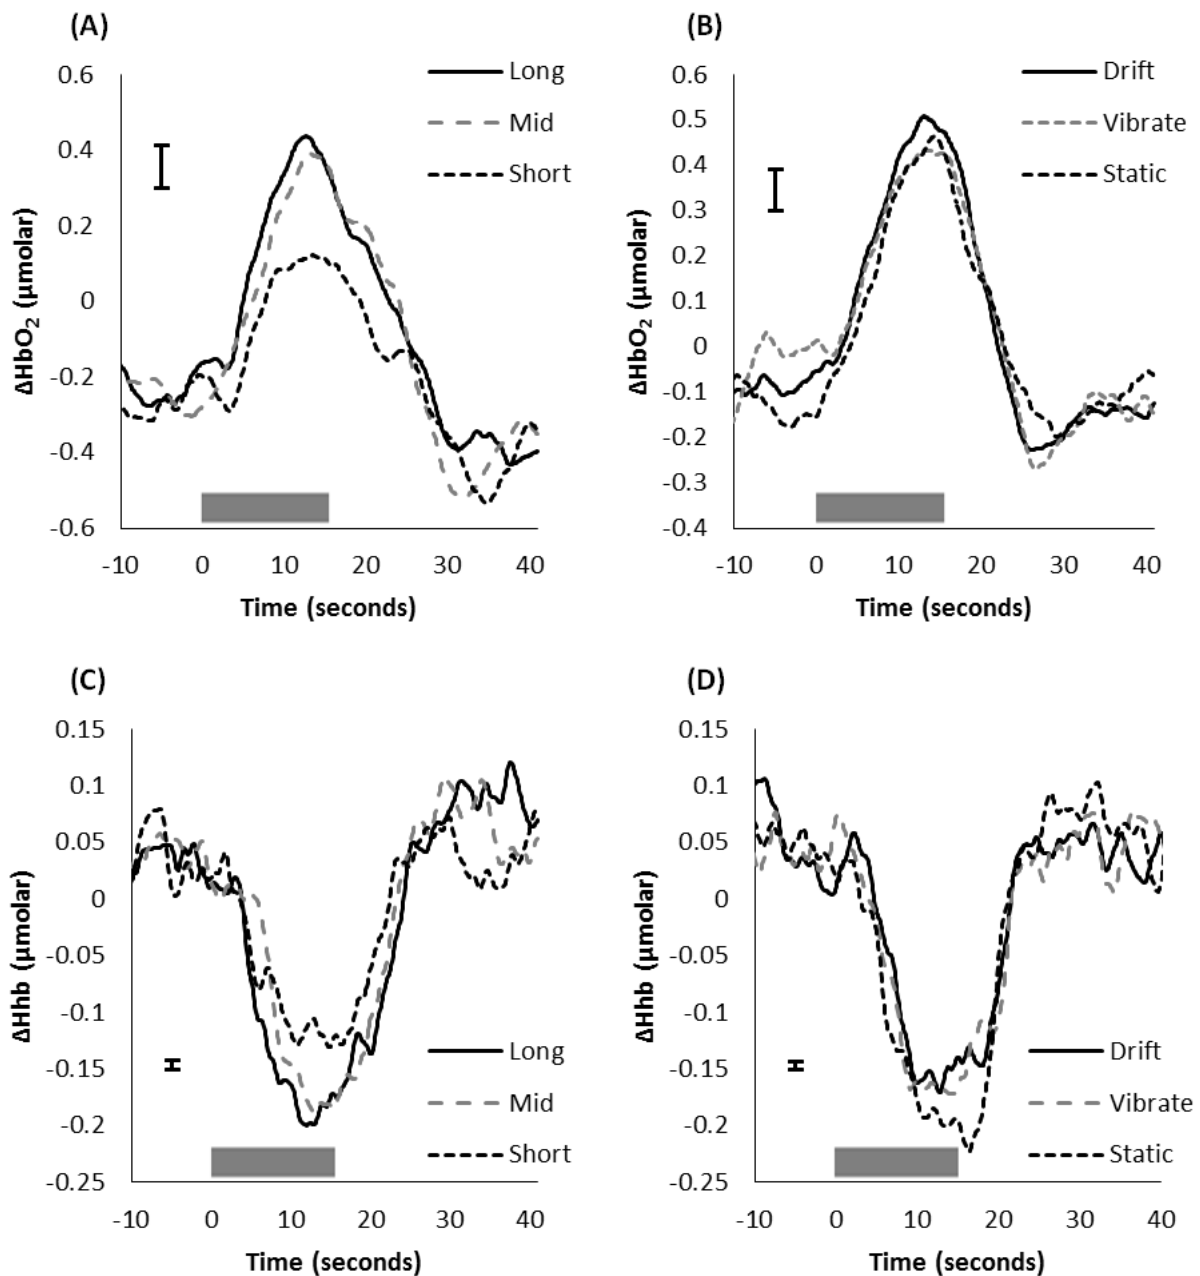 (A)
0.6
0.4
0.2
0
-0.2
-0.4
-0.6
ΔHbO₂ (µmolar)
Long
Mid
Short
-10 0 10 20 30 40
Time (seconds)
(B)
0.6
0.5
0.4
0.3
0.2
0.1
0
-0.1
-0.2
-0.3
-0.4
ΔHbO₂ (µmolar)
Drift
Vibrate
Static
-10 0 10 20 30 40
Time (seconds)
(C)
0.15
0.1
0.05
0
-0.05
-0.1
-0.15
-0.2
-0.25
ΔHhb (µmolar)
Long
Mid
Short
-10 0 10 20 30 40
Time (seconds)
(D)
0.15
0.1
0.05
0
-0.05
-0.1
-0.15
-0.2
-0.25
ΔHhb (µmolar)
Drift
Vibrate
Static
-10 0 10 20 30 40
Time (seconds)